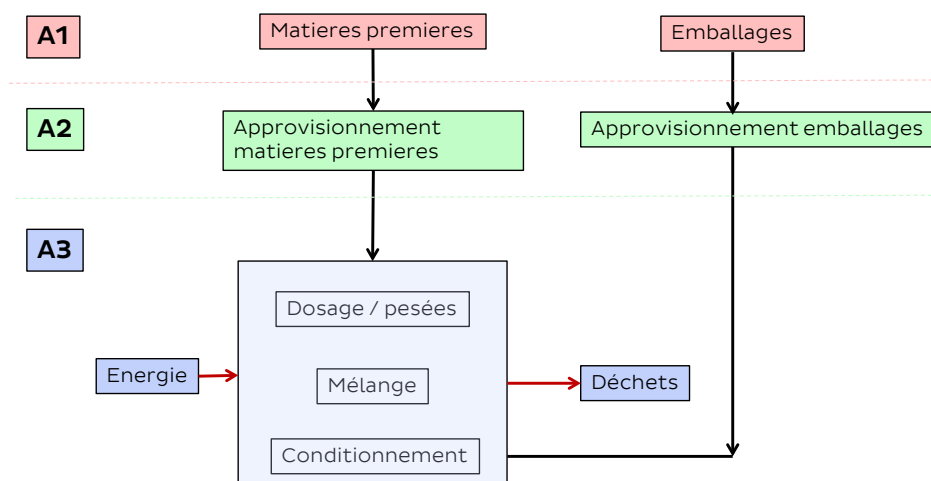 A1
Matieres premieres
Emballages
A2
Approvisionnement
matieres premieres
Approvisionnement emballages
A3
Dosage / pesées
Energie
Mélange
Déchets
Conditionnement